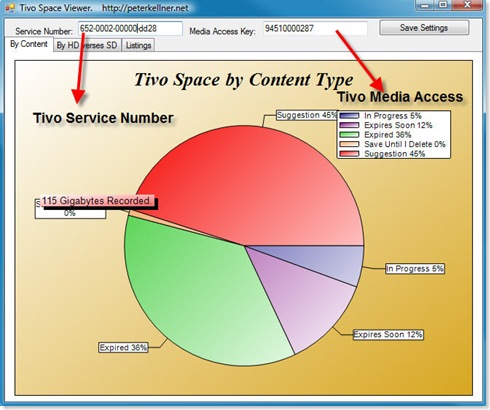 Tivo Space Viewer. http://peterkellner.net
Service Number: 652-0002-00000dd28 Media Access Key: 94510000287 Save Settings
By Content By HD verses SD Listings
Tivo Space by Content Type
Tivo Media Access
Tivo Service Number
In Progress 5%
Expires Soon 12%
Expired 36%
Save Until I Delete 0%
Suggestion 45%
Suggestion 45%
115 Gigabytes Recorded.
0%
In Progress 5%
Expires Soon 12%
Expired 36%